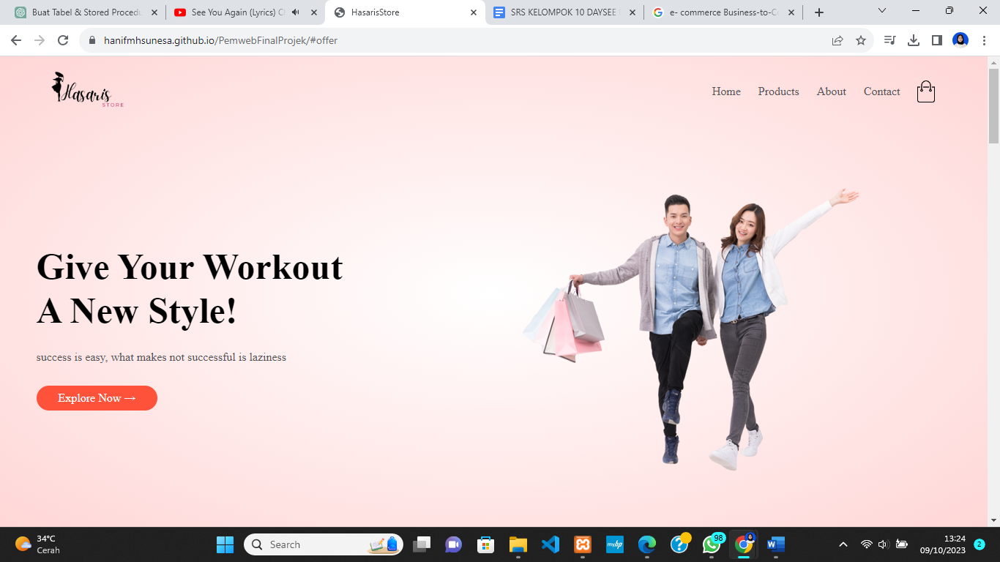 Buat Tabel & Stored Procedu
See You Again (Lyrics) C
HasarisStore
SRS KELOMPOK 10 DAYSEE
e- commerce Business-to-C
hanifmhsunesa.github.io/PemwebFinalProjek/#offer
Hasaris
STORE
Home
Products
About
Contact
Give Your Workout
A New Style!
success is easy, what makes not successful is laziness
Explore Now →
34°C
Cerah
Search
myhp
98
13:24
09/10/2023
2